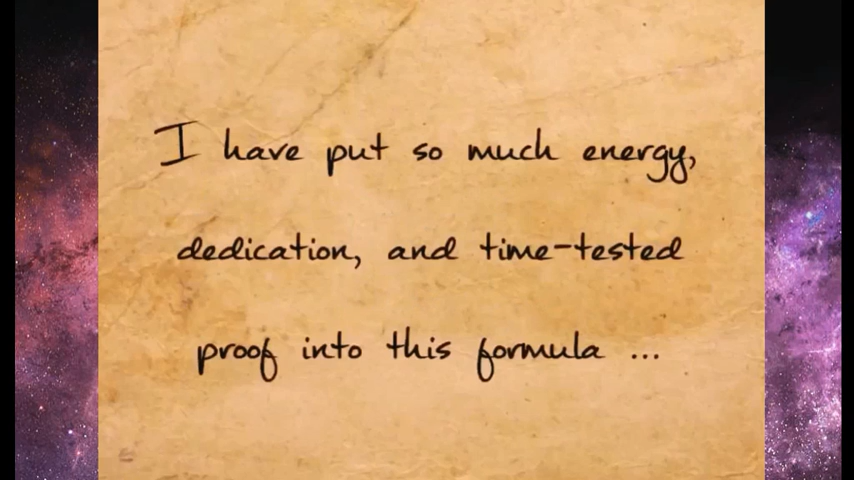 I have put so much energy,
dedication, and time-tested
proof into this formula ...